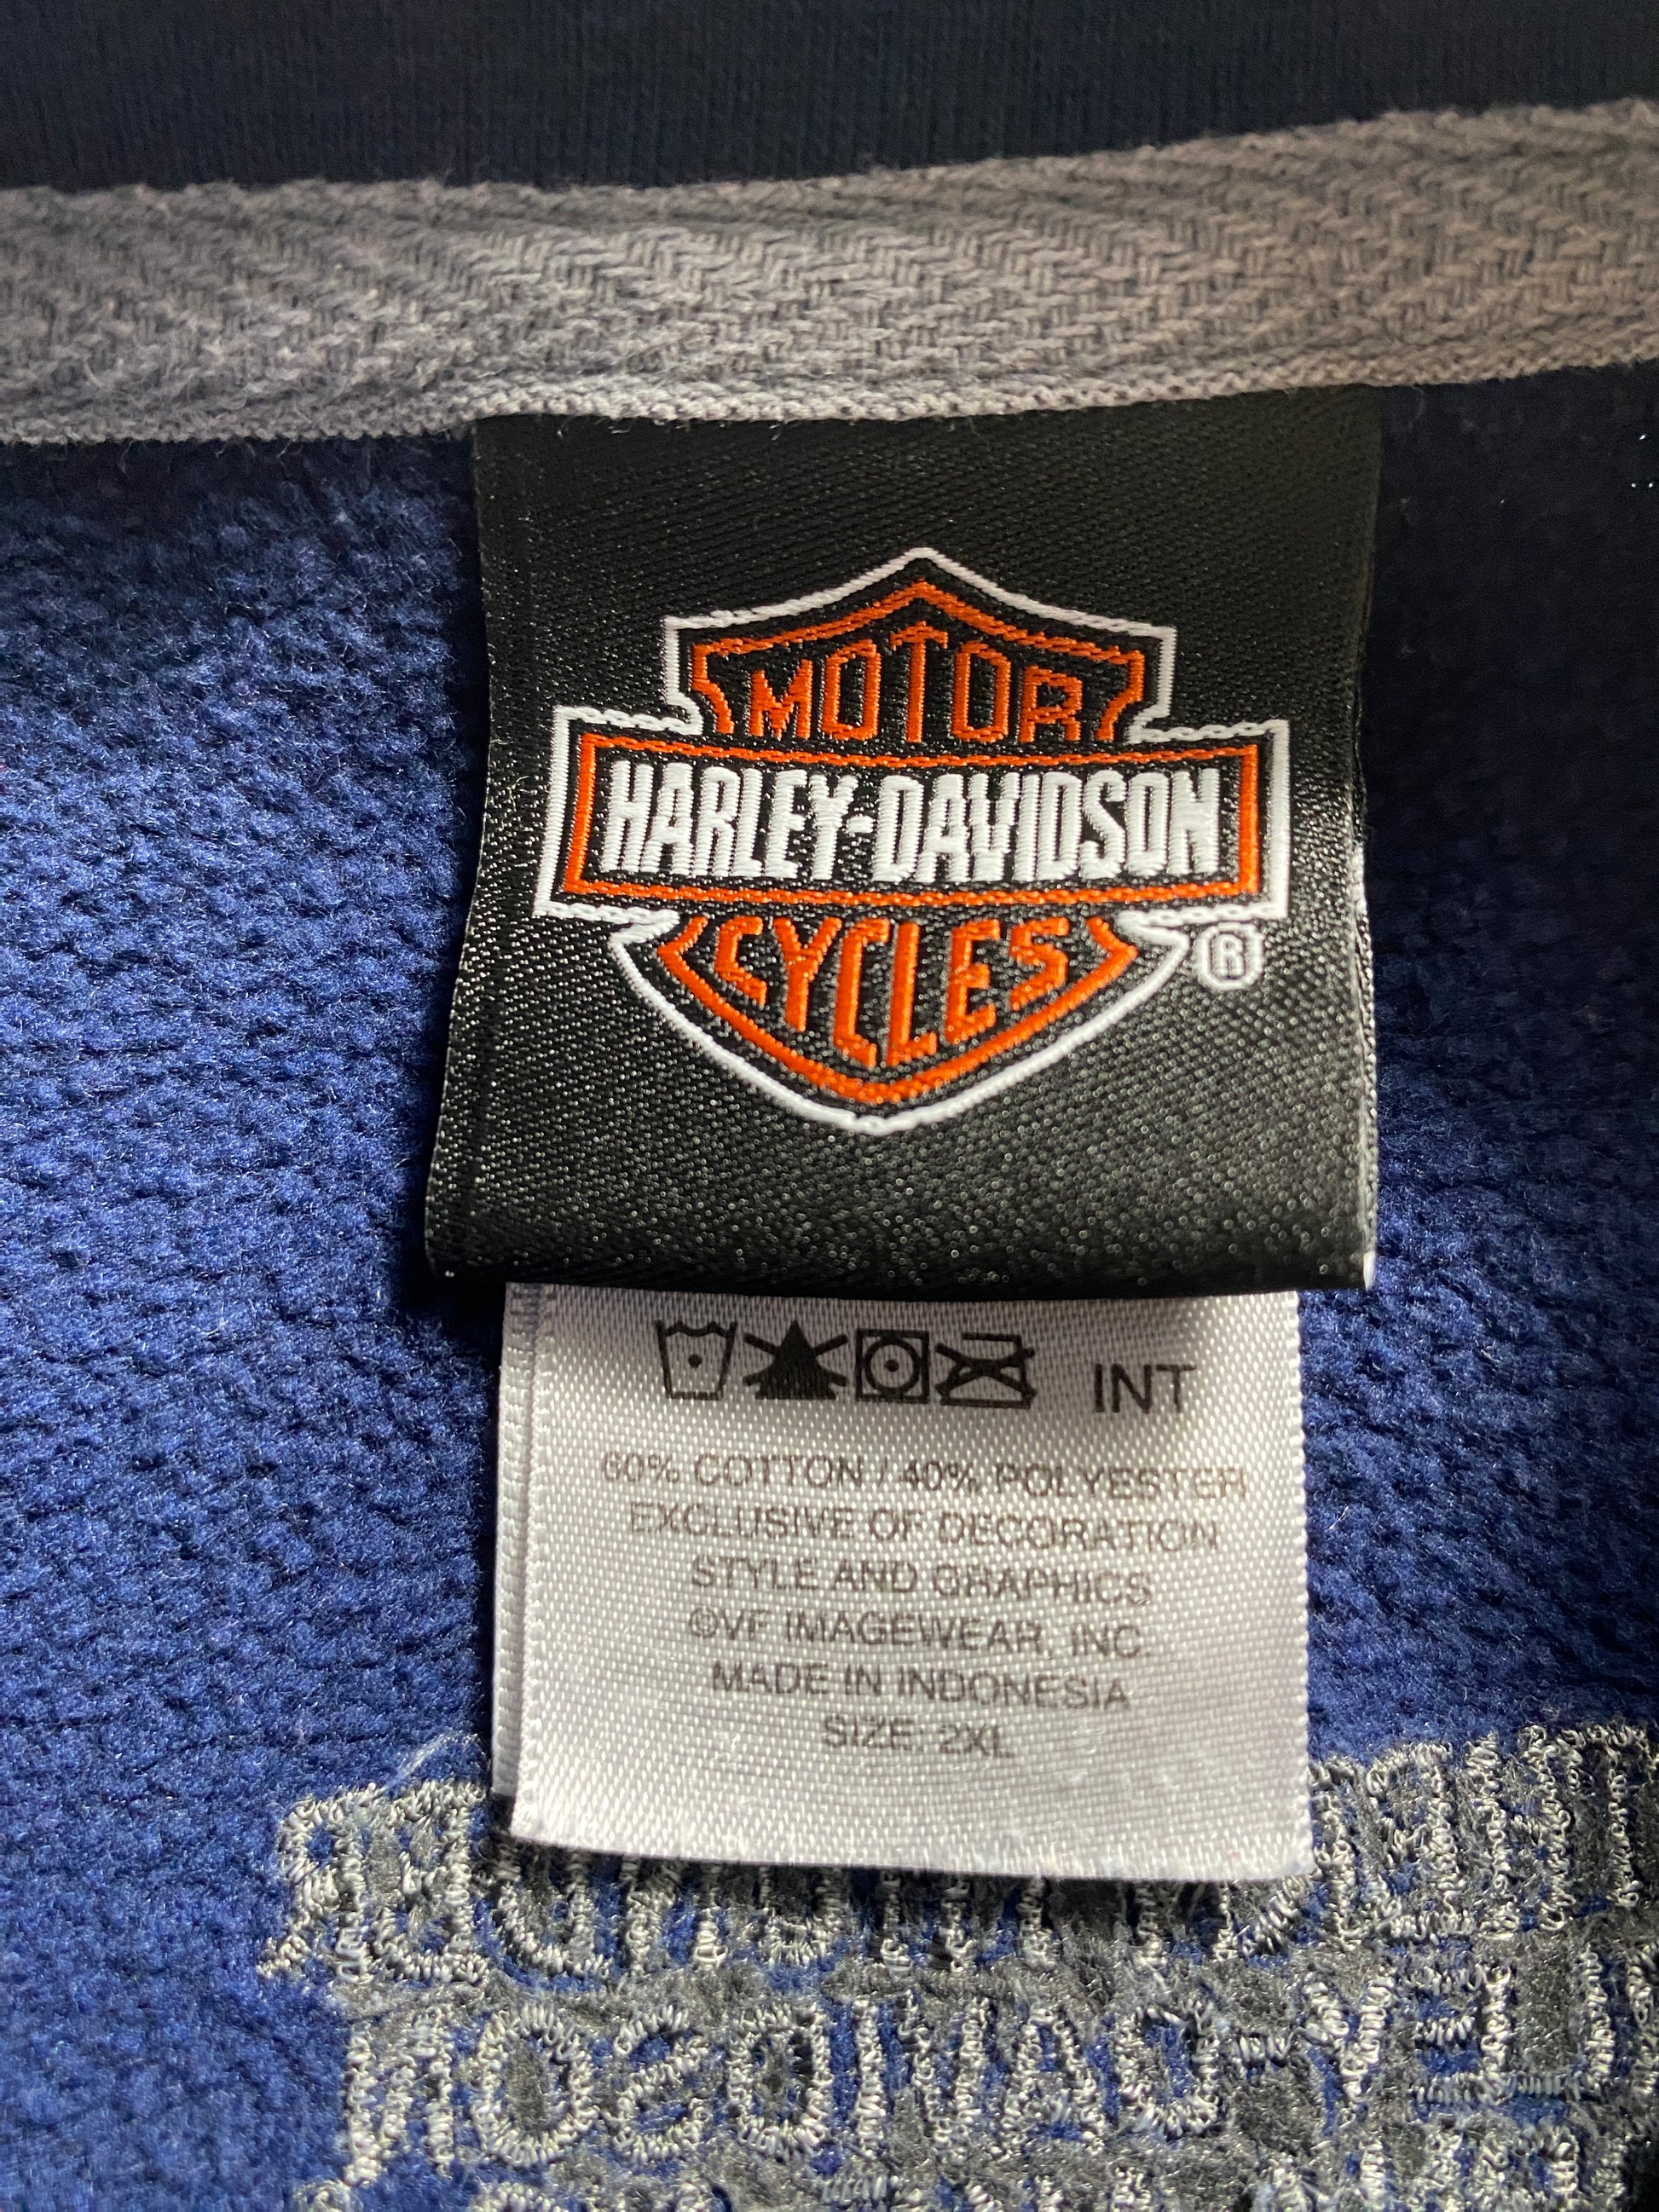 MOTOR
HARLEY-DAVIDSON
CYCLES
®
INT
60% COTTON / 40% POLYESTER
EXCLUSIVE OF DECORATION
STYLE AND GRAPHICS
©VF IMAGEWEAR, INC.
MADE IN INDONESIA
SIZE: 2XL